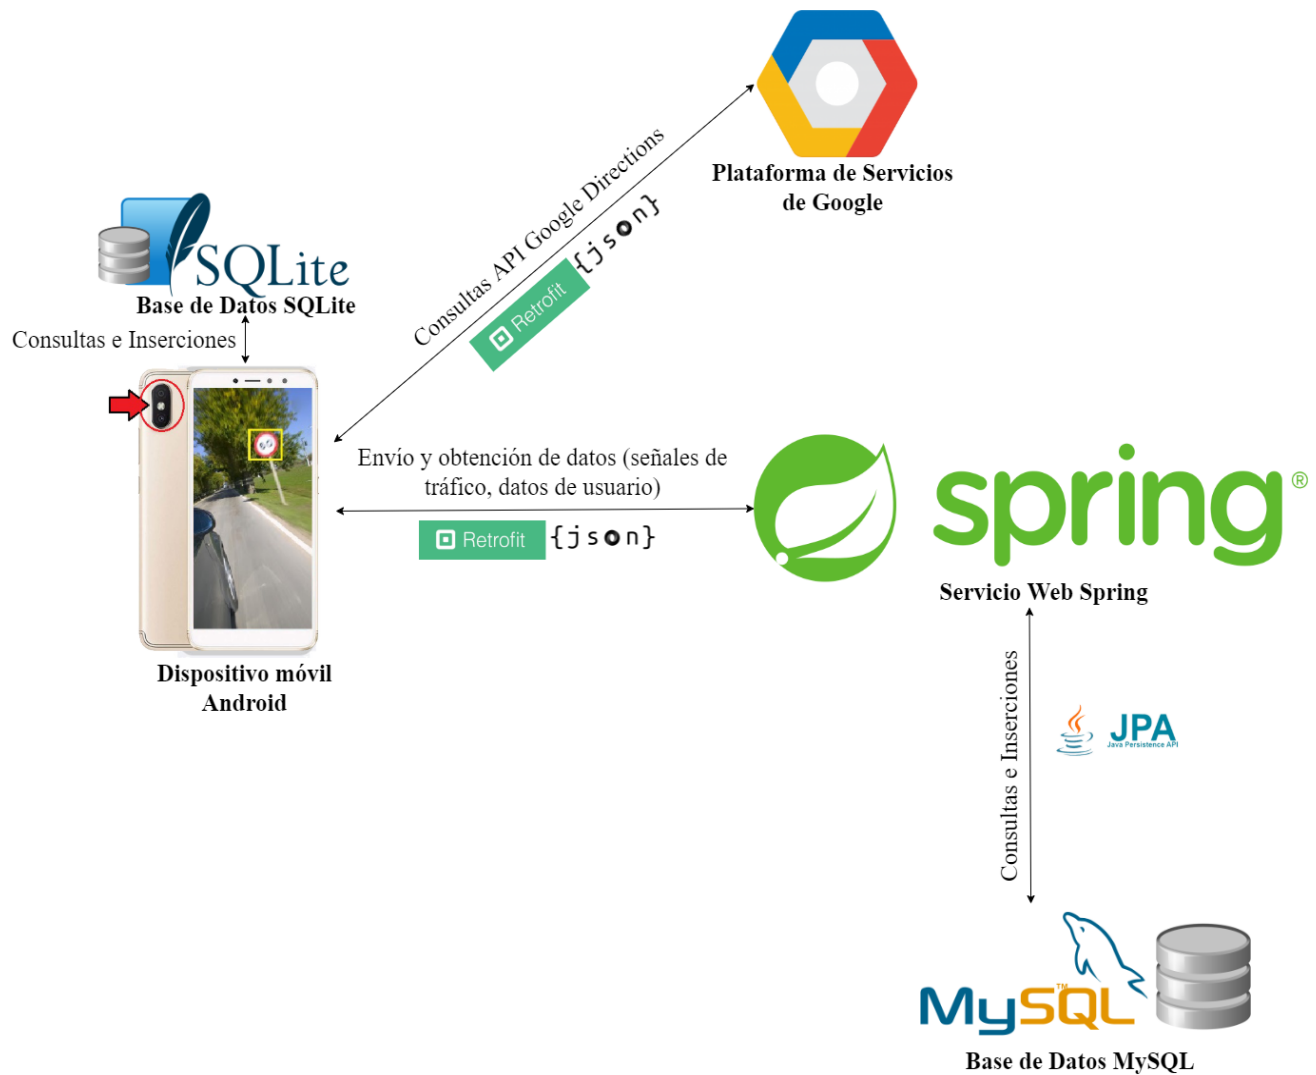 Plataforma de Servicios
de Google
Consultas API Google Directions
Retrofit {json}
SQLite
Base de Datos SQLite
Consultas e Inserciones
Envío y obtención de datos (señales de
tráfico, datos de usuario)
Retrofit {json}
spring®
Servicio Web Spring
Dispositivo móvil
Android
Consultas e Inserciones
JPA
Java Persistence API
MySQL™
Base de Datos MySQL